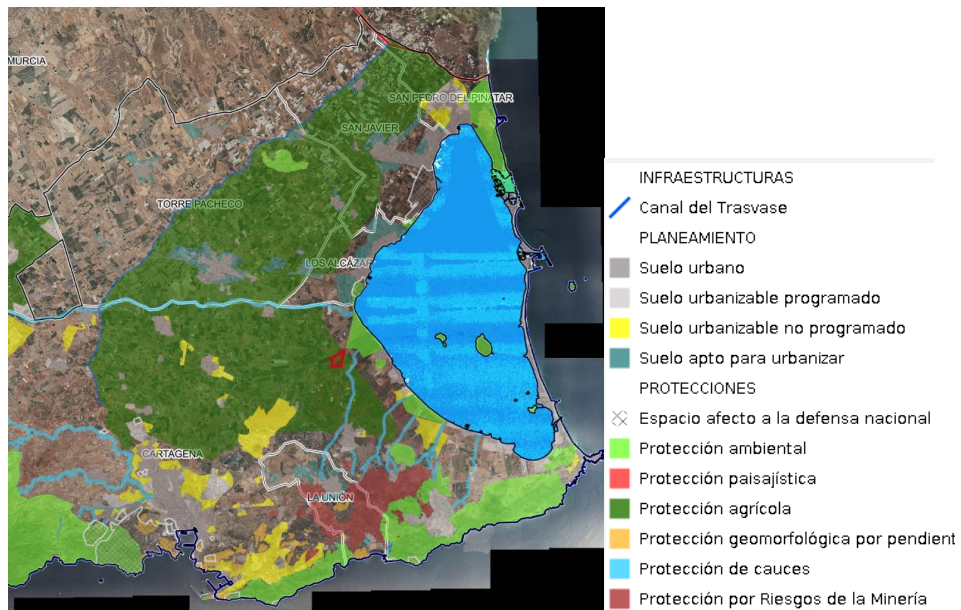 MURCIA
SAN PEDRO DEL PINATAR
SAN JAVIER
TORRE PACHECO
LOS ALCÁZAR
CARTAGENA
LA UNIÓN
INFRAESTRUCTURAS
Canal del Trasvase
PLANEAMIENTO
Suelo urbano
Suelo urbanizable programado
Suelo urbanizable no programado
Suelo apto para urbanizar
PROTECCIONES
Espacio afecto a la defensa nacional
Protección ambiental
Protección paisajística
Protección agrícola
Protección geomorfológica por pendient
Protección de cauces
Protección por Riesgos de la Minería